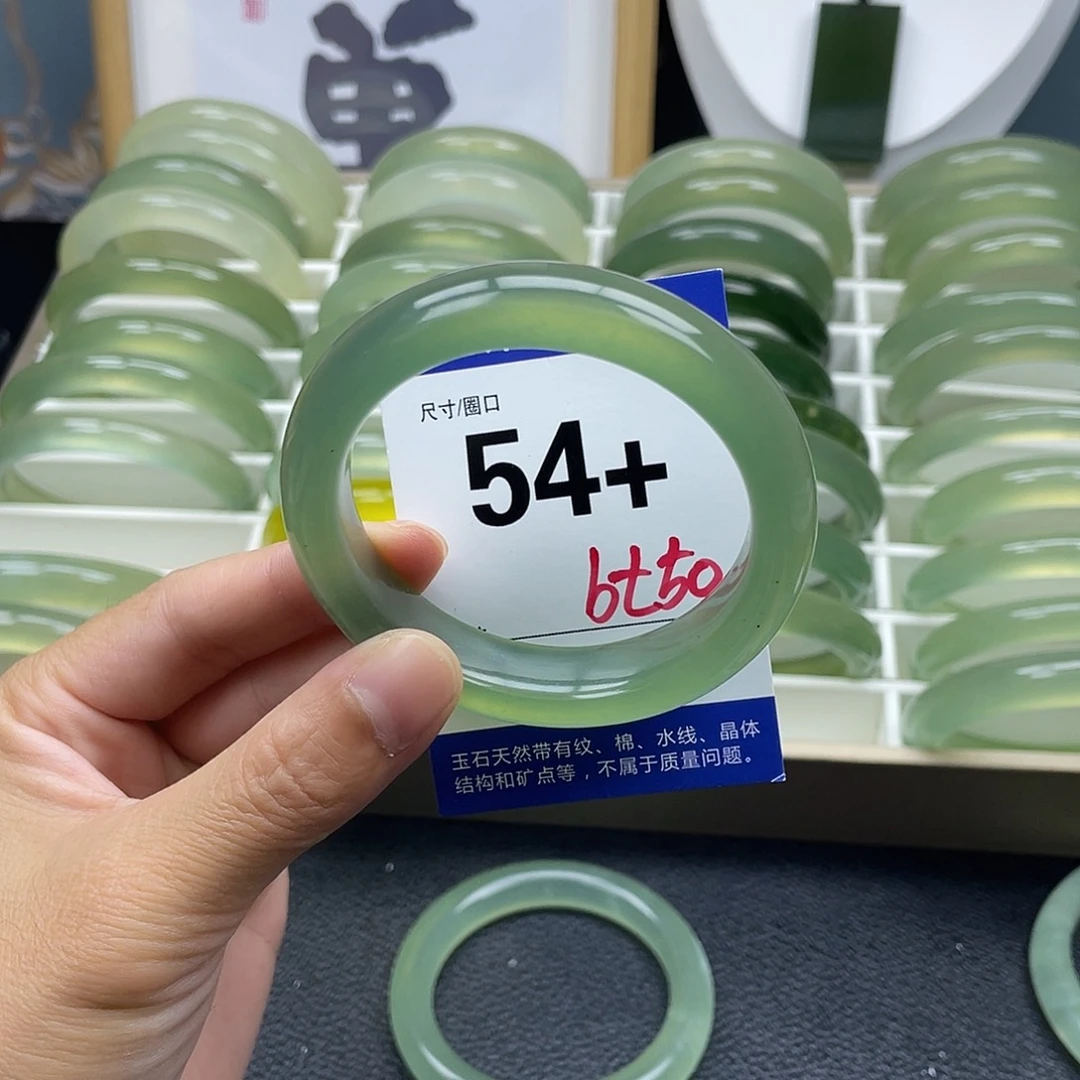 尺寸/圈口
54+
bt50
玉石天然带有纹、棉、水线、晶体
结构和矿点等，不属于质量问题。